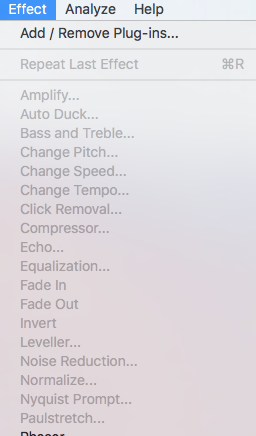 Effect Analyze Help
Add / Remove Plug-ins...
Repeat Last Effect ⌘R
Amplify...
Auto Duck...
Bass and Treble...
Change Pitch...
Change Speed...
Change Tempo...
Click Removal...
Compressor...
Echo...
Equalization...
Fade In
Fade Out
Invert
Leveller...
Noise Reduction...
Normalize...
Nyquist Prompt...
Paulstretch...